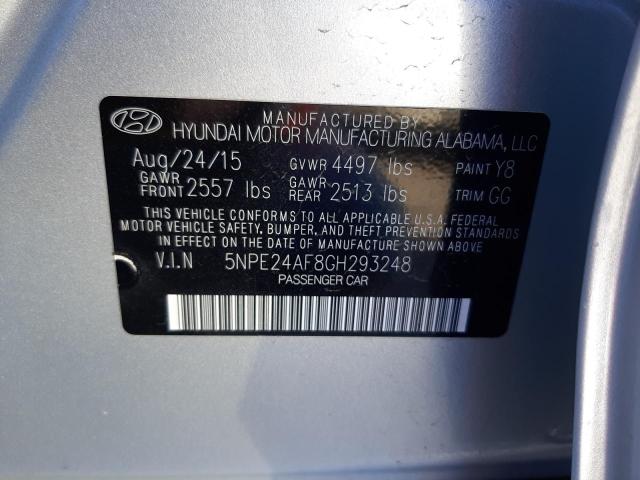 MANUFACTURED BY
HYUNDAI MOTOR MANUFACTURING ALABAMA, LLC
Aug/24/15 GVWR 4497 lbs PAINT Y8
GAWR FRONT 2557 lbs GAWR REAR 2513 lbs TRIM GG
THIS VEHICLE CONFORMS TO ALL APPLICABLE U.S.A. FEDERAL
MOTOR VEHICLE SAFETY, BUMPER, AND THEFT PREVENTION
STANDARDS IN EFFECT ON THE DATE OF MANUFACTURE SHOWN ABOVE.
V.I.N 5NPE24AF8GH293248
PASSENGER CAR